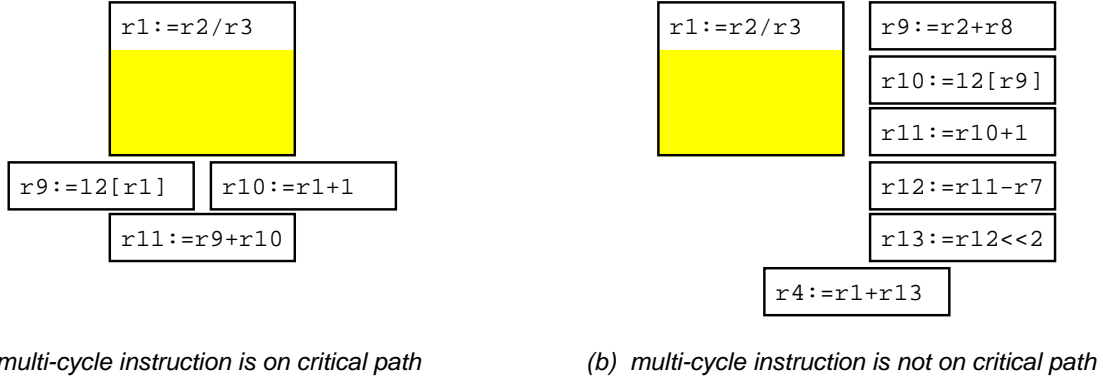 r1:=r2/r3
r9:=12[r1]
r10:=r1+1
r11:=r9+r10
multi-cycle instruction is on critical path
r1:=r2/r3
r9:=r2+r8
r10:=12[r9]
r11:=r10+1
r12:=r11-r7
r13:=r12<<2
r4:=r1+r13
(b) multi-cycle instruction is not on critical path